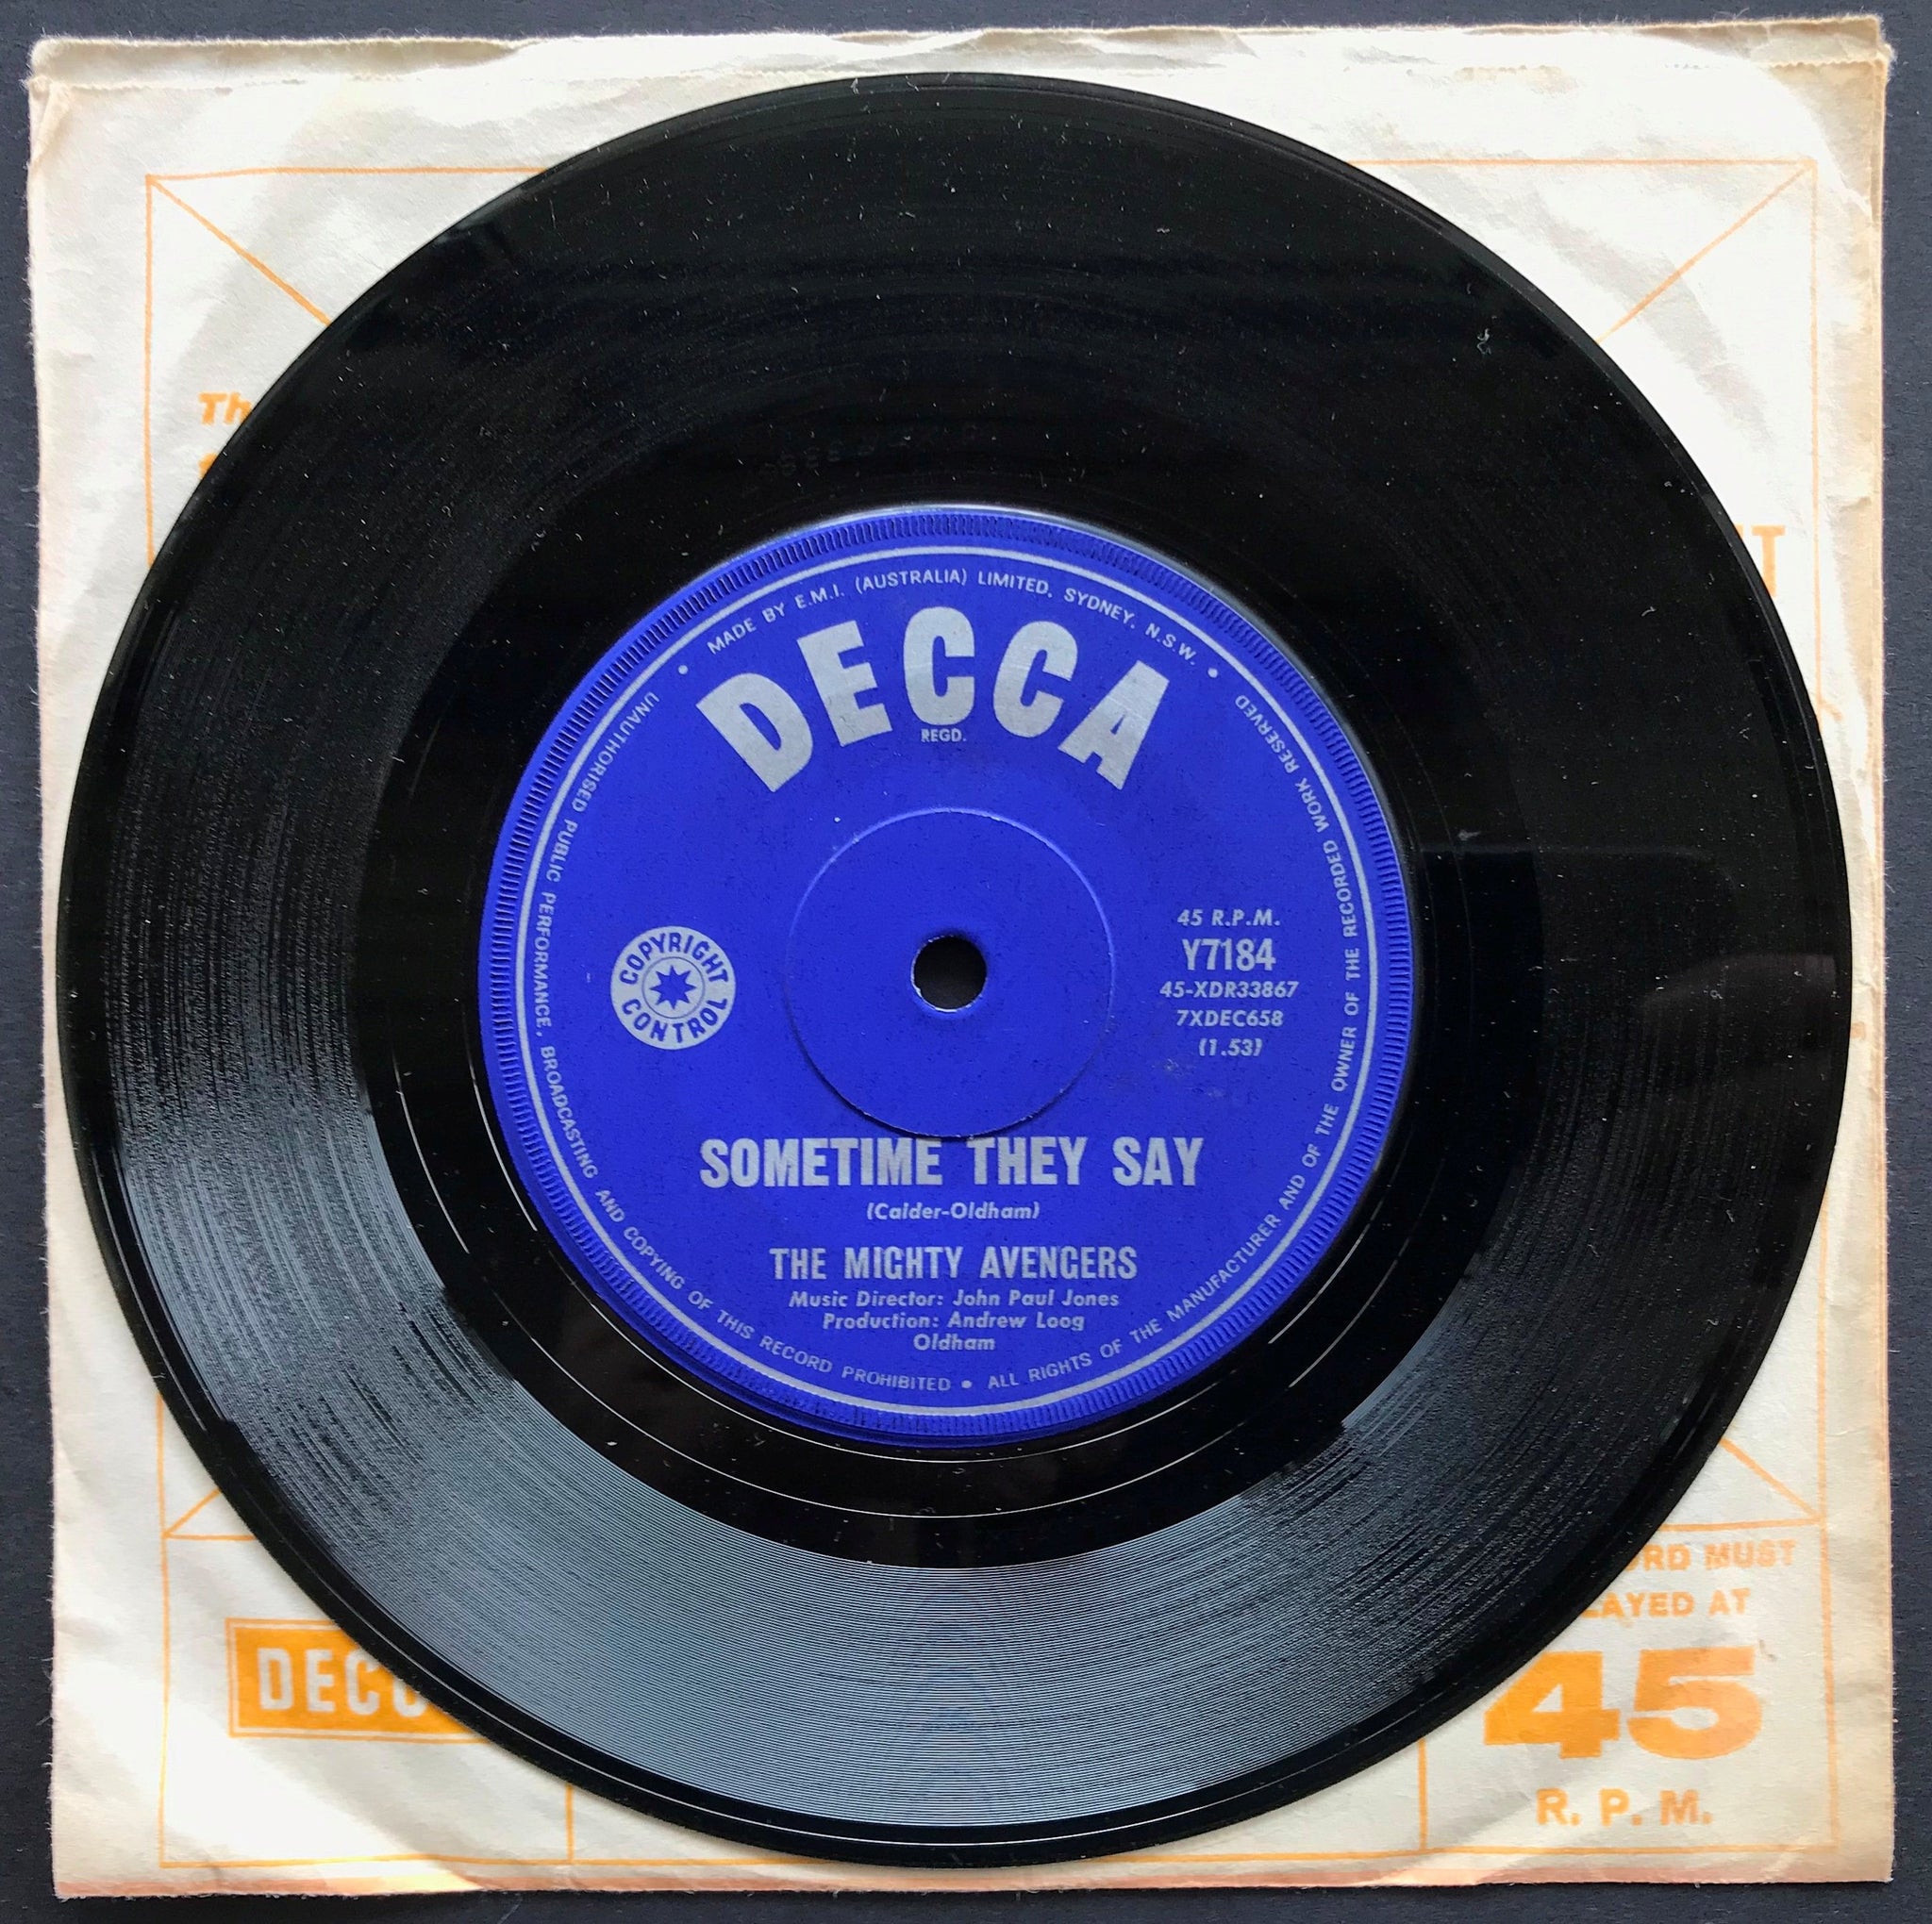 MADE BY E.M.I. (AUSTRALIA) LIMITED. SYDNEY. N.S.W.
DECCA
REGD.
COPYRIGHT
CONTROL
45 R.P.M.
Y7184
45-XDR33867
7XDEC658
(1.53)
SOMETIME THEY SAY
(Calder-Oldham)
THE MIGHTY AVENGERS
Music Director: John Paul Jones
Production: Andrew Loog
Oldham
UNAUTHORISED PUBLIC PERFORMANCE, BROADCASTING AND COPYING OF THIS RECORD PROHIBITED • ALL RIGHTS OF THE MANUFACTURER AND OF THE OWNER OF THE RECORDED WORK RESERVED
MUST
AT
45
R. P. M.